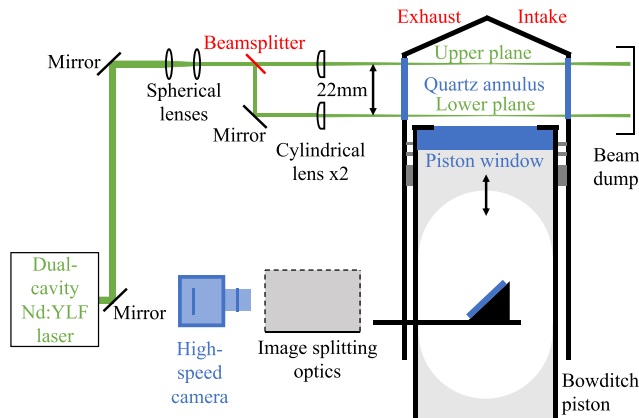 Exhaust
Intake
Beamsplitter
Mirror
Upper plane
Spherical
lenses
22mm
Quartz annulus
Lower plane
Mirror
Cylindrical
lens x2
Piston window
Beam
dump
Dual-
cavity
Nd:YLF
laser
Mirror
High-
speed
camera
Image splitting
optics
Bowditch
piston